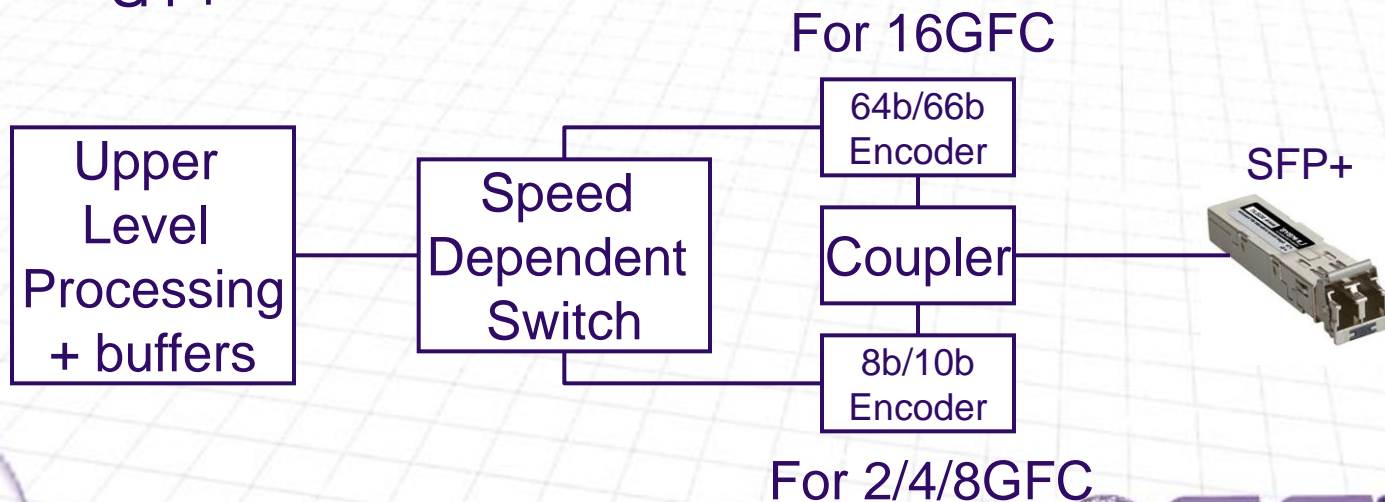 For 16GFC
64b/66b
Encoder
Upper
Level
Processing
+ buffers
Speed
Dependent
Switch
Coupler
SFP+
8b/10b
Encoder
For 2/4/8GFC